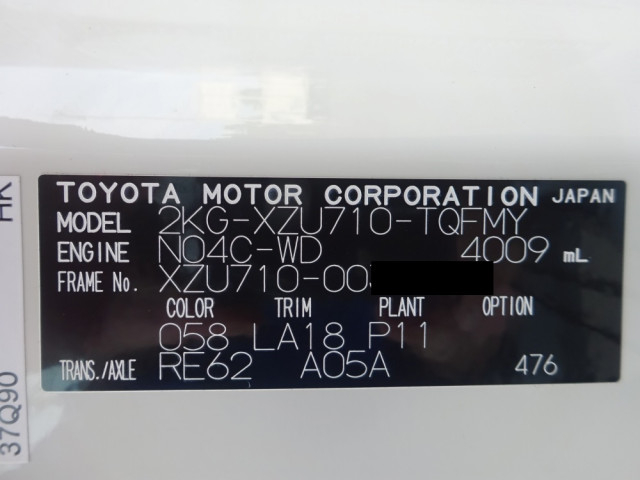 TOYOTA MOTOR CORPORATION JAPAN
MODEL 2KG-XZU710-TQFMY
ENGINE N04C-WD 4009 mL
FRAME No. XZU710-00
COLOR TRIM PLANT OPTION
058 LA18 P11
TRANS./AXLE RE62 A05A 476
37Q90